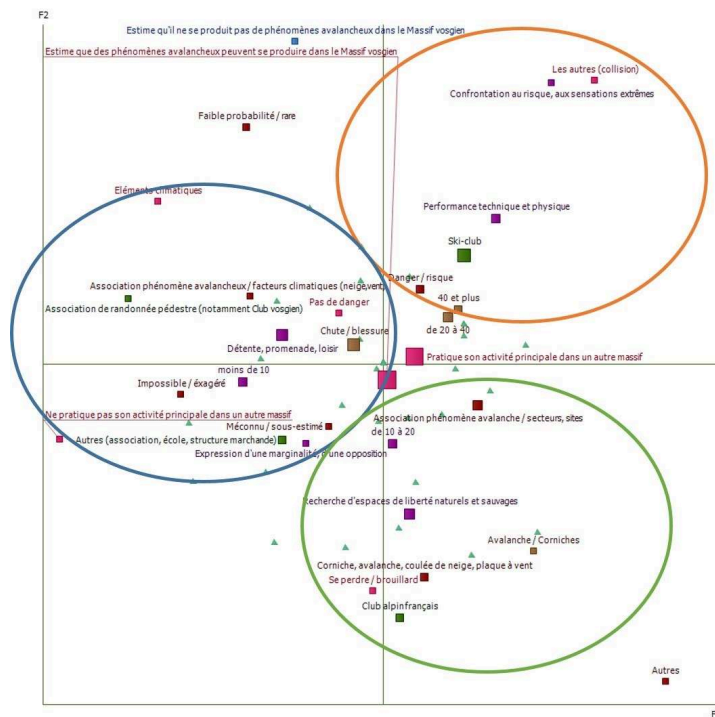 F2
Estime qu'il ne se produit pas de phénomènes avalancheux dans le Massif vosgien
Estime que des phénomènes avalancheux peuvent se produire dans le Massif vosgien
Les autres (collision)
Confrontation au risque, aux sensations extrêmes
Faible probabilité / rare
Eléments climatiques
Performance technique et physique
Ski-club
Danger / risque
Association phénomène avalancheux / facteurs climatiques (neige,vent)
40 et plus
Association de randonnée pédestre (notamment Club vosgien)
Pas de danger
de 20 à 40
Chute / blessure
Détente, promenade, loisir
Pratique son activité principale dans un autre massif
moins de 10
Impossible / éxagéré
Ne pratique pas son activité principale dans un autre massif
Association phénomène avalanche / secteurs, sites
Méconnu / sous-estimé
de 10 à 20
Autres (association, école, structure marchande)
Expression d'une marginalité, d'une opposition
Recherche d'espaces de liberté naturels et sauvages
Avalanche / Corniches
Corniche, avalanche, coulée de neige, plaque à vent
Se perdre / brouillard
Club alpin français
Autres